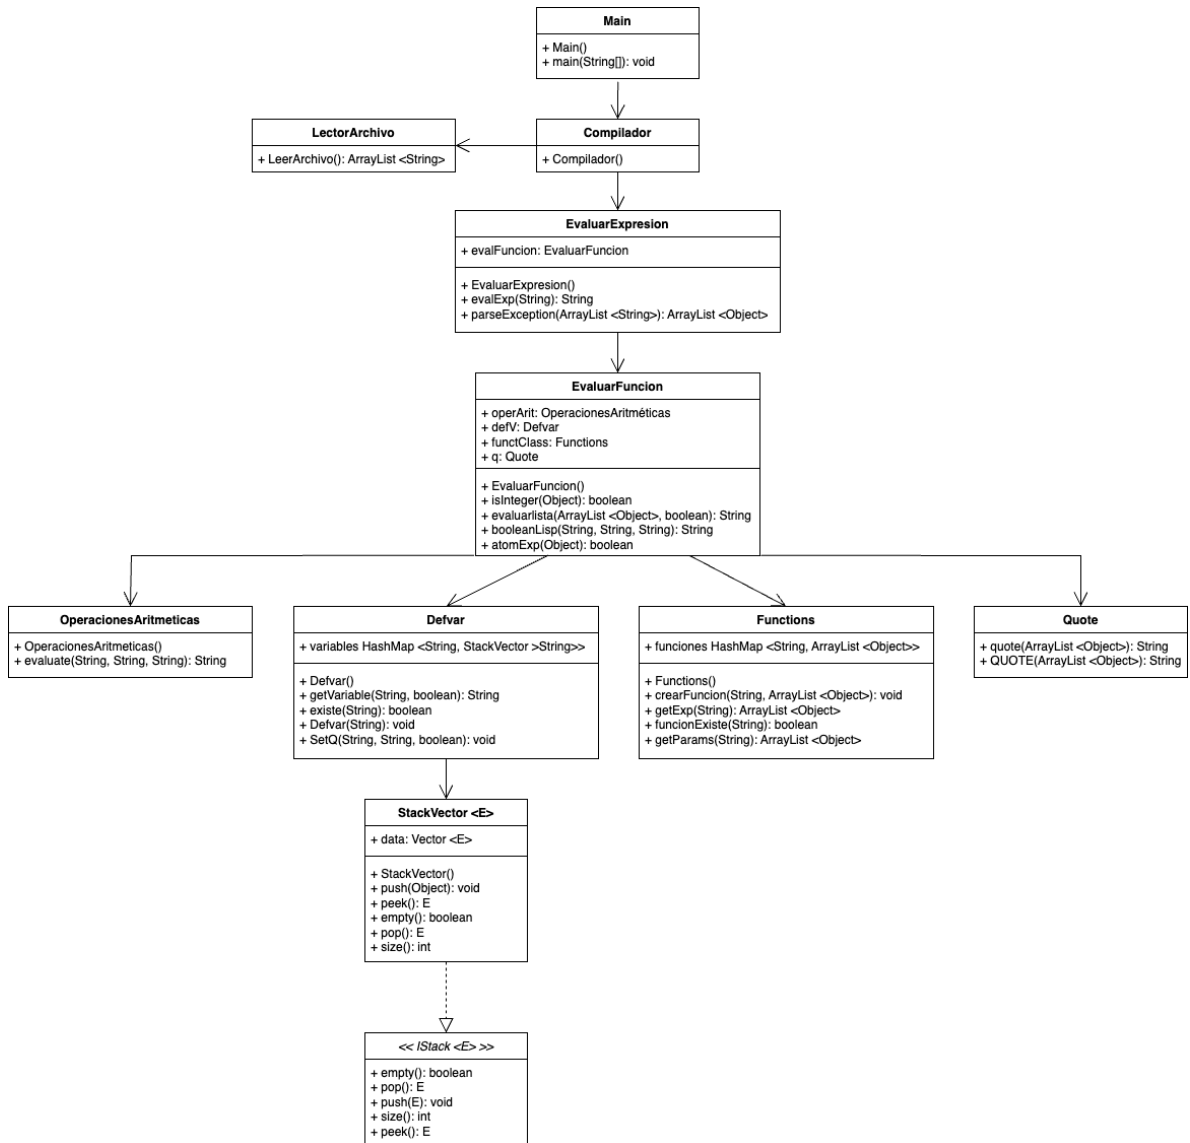 Main
+ Main()
+ main(String[]): void
LectorArchivo
+ LeerArchivo(): ArrayList <String>
Compilador
+ Compilador()
EvaluarExpresion
+ evalFuncion: EvaluarFuncion
+ EvaluarExpresion()
+ evalExp(String): String
+ parseException(ArrayList <String>): ArrayList <Object>
EvaluarFuncion
+ operArit: OperacionesAritméticas
+ defV: Defvar
+ functClass: Functions
+ q: Quote
+ EvaluarFuncion()
+ isInteger(Object): boolean
+ evaluarlista(ArrayList <Object>, boolean): String
+ booleanLisp(String, String, String): String
+ atomExp(Object): boolean
OperacionesAritmeticas
+ OperacionesAritmeticas()
+ evaluate(String, String, String): String
Defvar
+ variables HashMap <String, StackVector >String>>
+ Defvar()
+ getVariable(String, boolean): String
+ existe(String): boolean
+ Defvar(String): void
+ SetQ(String, String, boolean): void
Functions
+ funciones HashMap <String, ArrayList <Object>>
+ Functions()
+ crearFuncion(String, ArrayList <Object>): void
+ getExp(String): ArrayList <Object>
+ funcionExiste(String): boolean
+ getParams(String): ArrayList <Object>
Quote
+ quote(ArrayList <Object>): String
+ QUOTE(ArrayList <Object>): String
StackVector <E>
+ data: Vector <E>
+ StackVector()
+ push(Object): void
+ peek(): E
+ empty(): boolean
+ pop(): E
+ size(): int
<< IStack <E> >>
+ empty(): boolean
+ pop(): E
+ push(E): void
+ size(): int
+ peek(): E